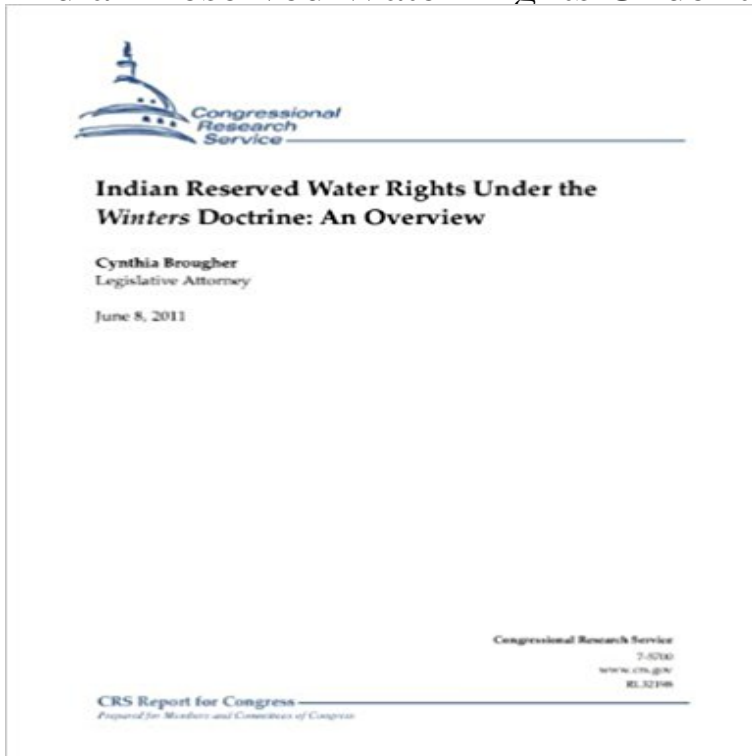 Congressional
Research
Service
Indian Reserved Water Rights Under the
Winters Doctrine: An Overview
Cynthia Brougher
Legislative Attorney
June 8, 2011
Congressional Research Service
7-5700
www.crs.gov
RL32198
CRS Report for Congress
Prepared for Members and Committees of Congress